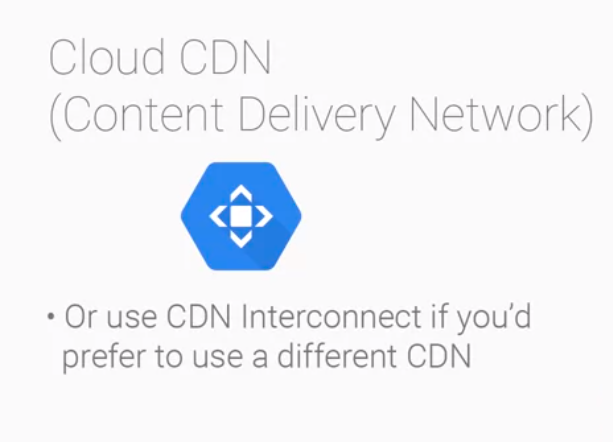 Cloud CDN
(Content Delivery Network)
• Or use CDN Interconnect if you'd
prefer to use a different CDN